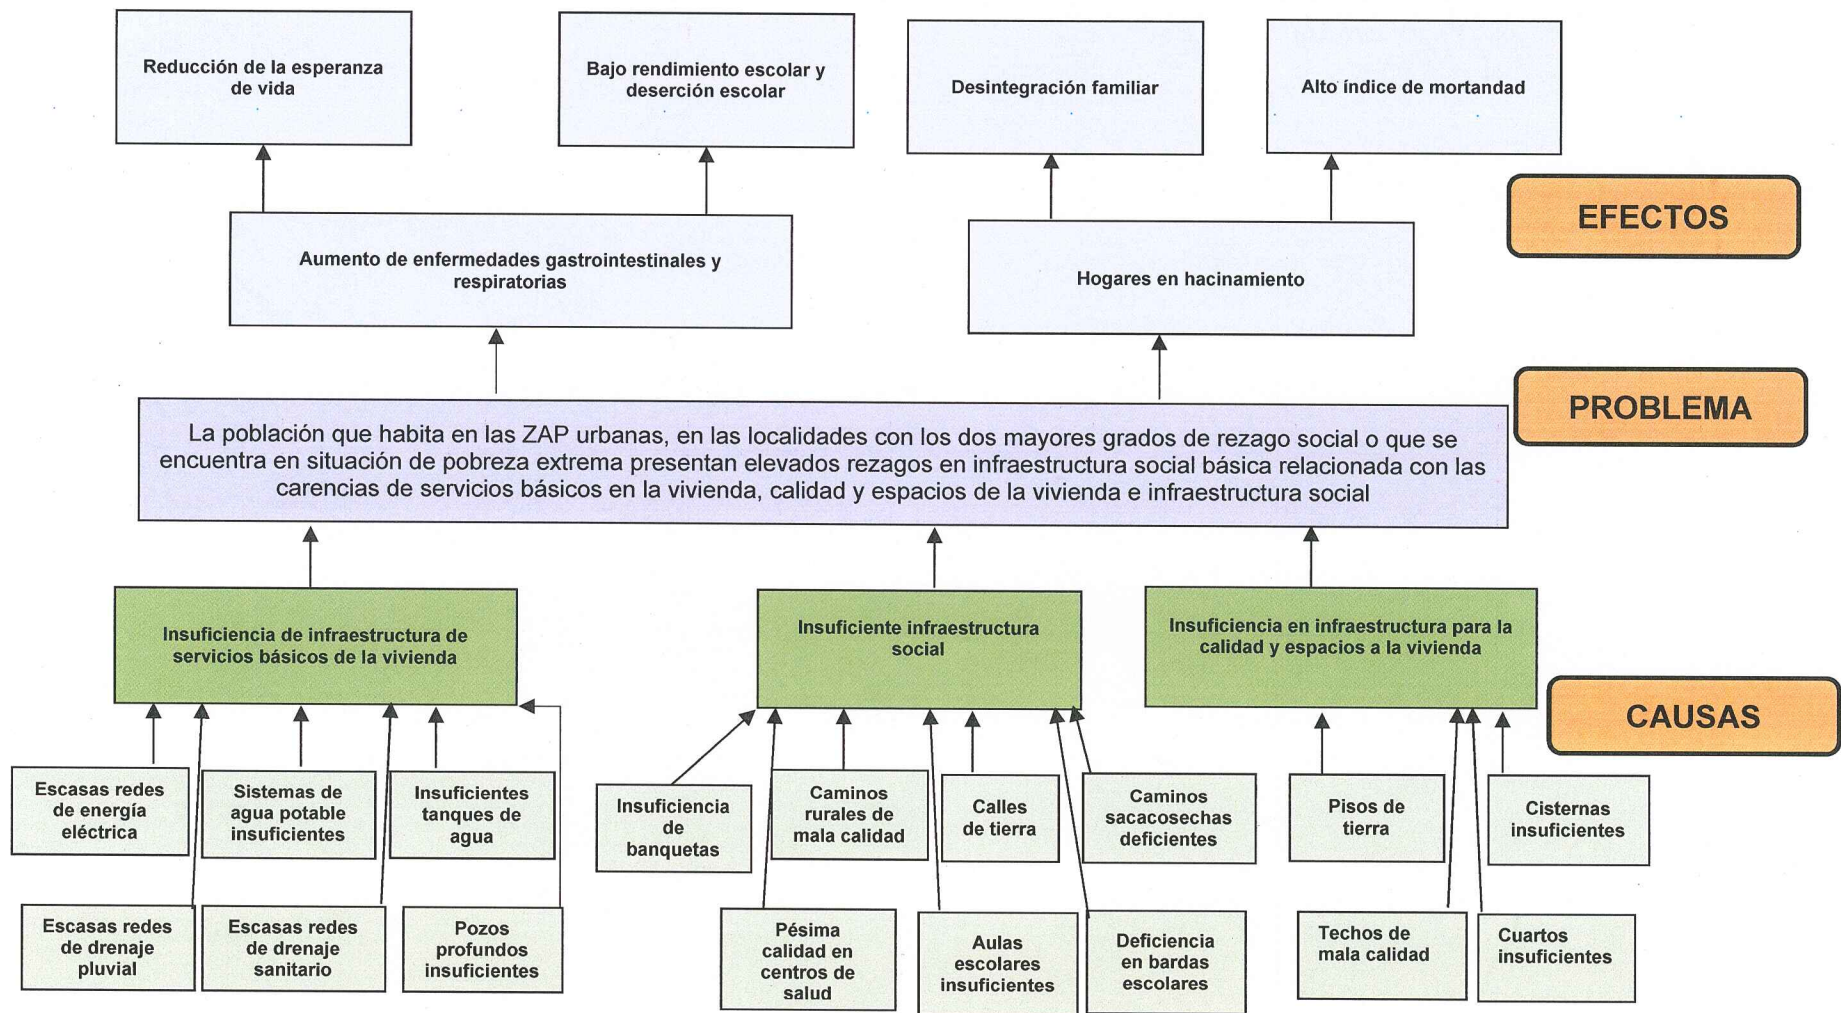 Reducción de la esperanza
de vida
Bajo rendimiento escolar y
deserción escolar
Desintegración familiar
Alto índice de mortandad
EFECTOS
Aumento de enfermedades gastrointestinales y
respiratorias
Hogares en hacinamiento
PROBLEMA
La población que habita en las ZAP urbanas, en las localidades con los dos mayores grados de rezago social o que se
encuentra en situación de pobreza extrema presentan elevados rezagos en infraestructura social básica relacionada con las
carencias de servicios básicos en la vivienda, calidad y espacios de la vivienda e infraestructura social
Insuficiencia de infraestructura de
servicios básicos de la vivienda
Insuficiente infraestructura
social
Insuficiencia en infraestructura para la
calidad y espacios a la vivienda
CAUSAS
Escasas redes
de energía
eléctrica
Sistemas de
agua potable
insuficientes
Insuficientes
tanques de
agua
Insuficiencia
de
banquetas
Caminos
rurales de
mala calidad
Calles
de tierra
Caminos
sacacosechas
deficientes
Pisos de
tierra
Cisternas
insuficientes
Escasas redes
de drenaje
pluvial
Escasas redes
de drenaje
sanitario
Pozos
profundos
insuficientes
Pésima
calidad en
centros de
salud
Aulas
escolares
insuficientes
Deficiencia
en bardas
escolares
Techos de
mala calidad
Cuartos
insuficientes